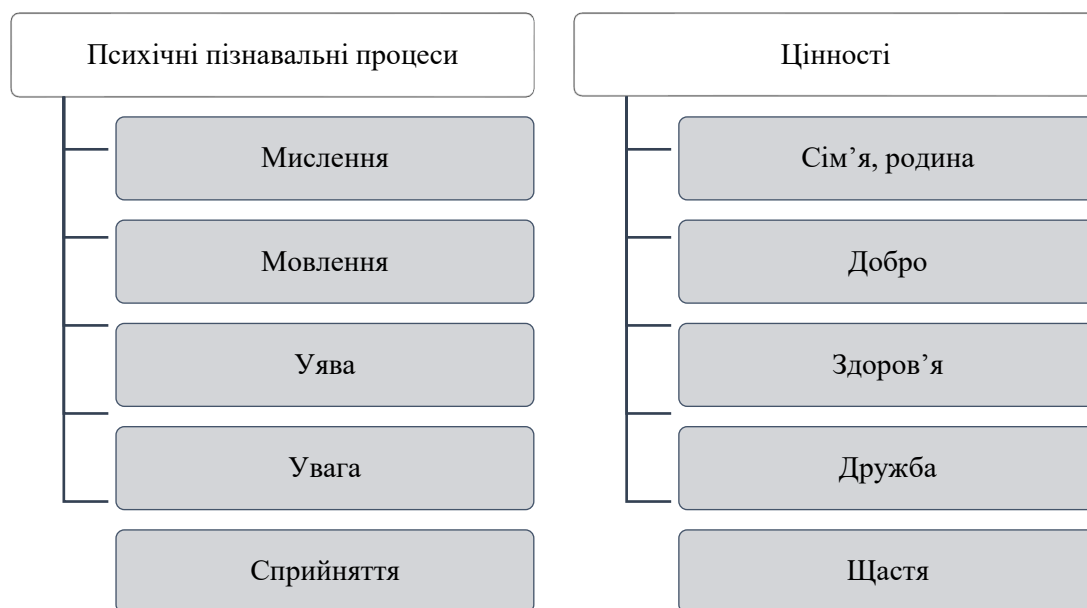 Психічні пізнавальні процеси
Мислення
Мовлення
Уява
Увага
Сприйняття
Цінності
Сім’я, родина
Добро
Здоров’я
Дружба
Щастя